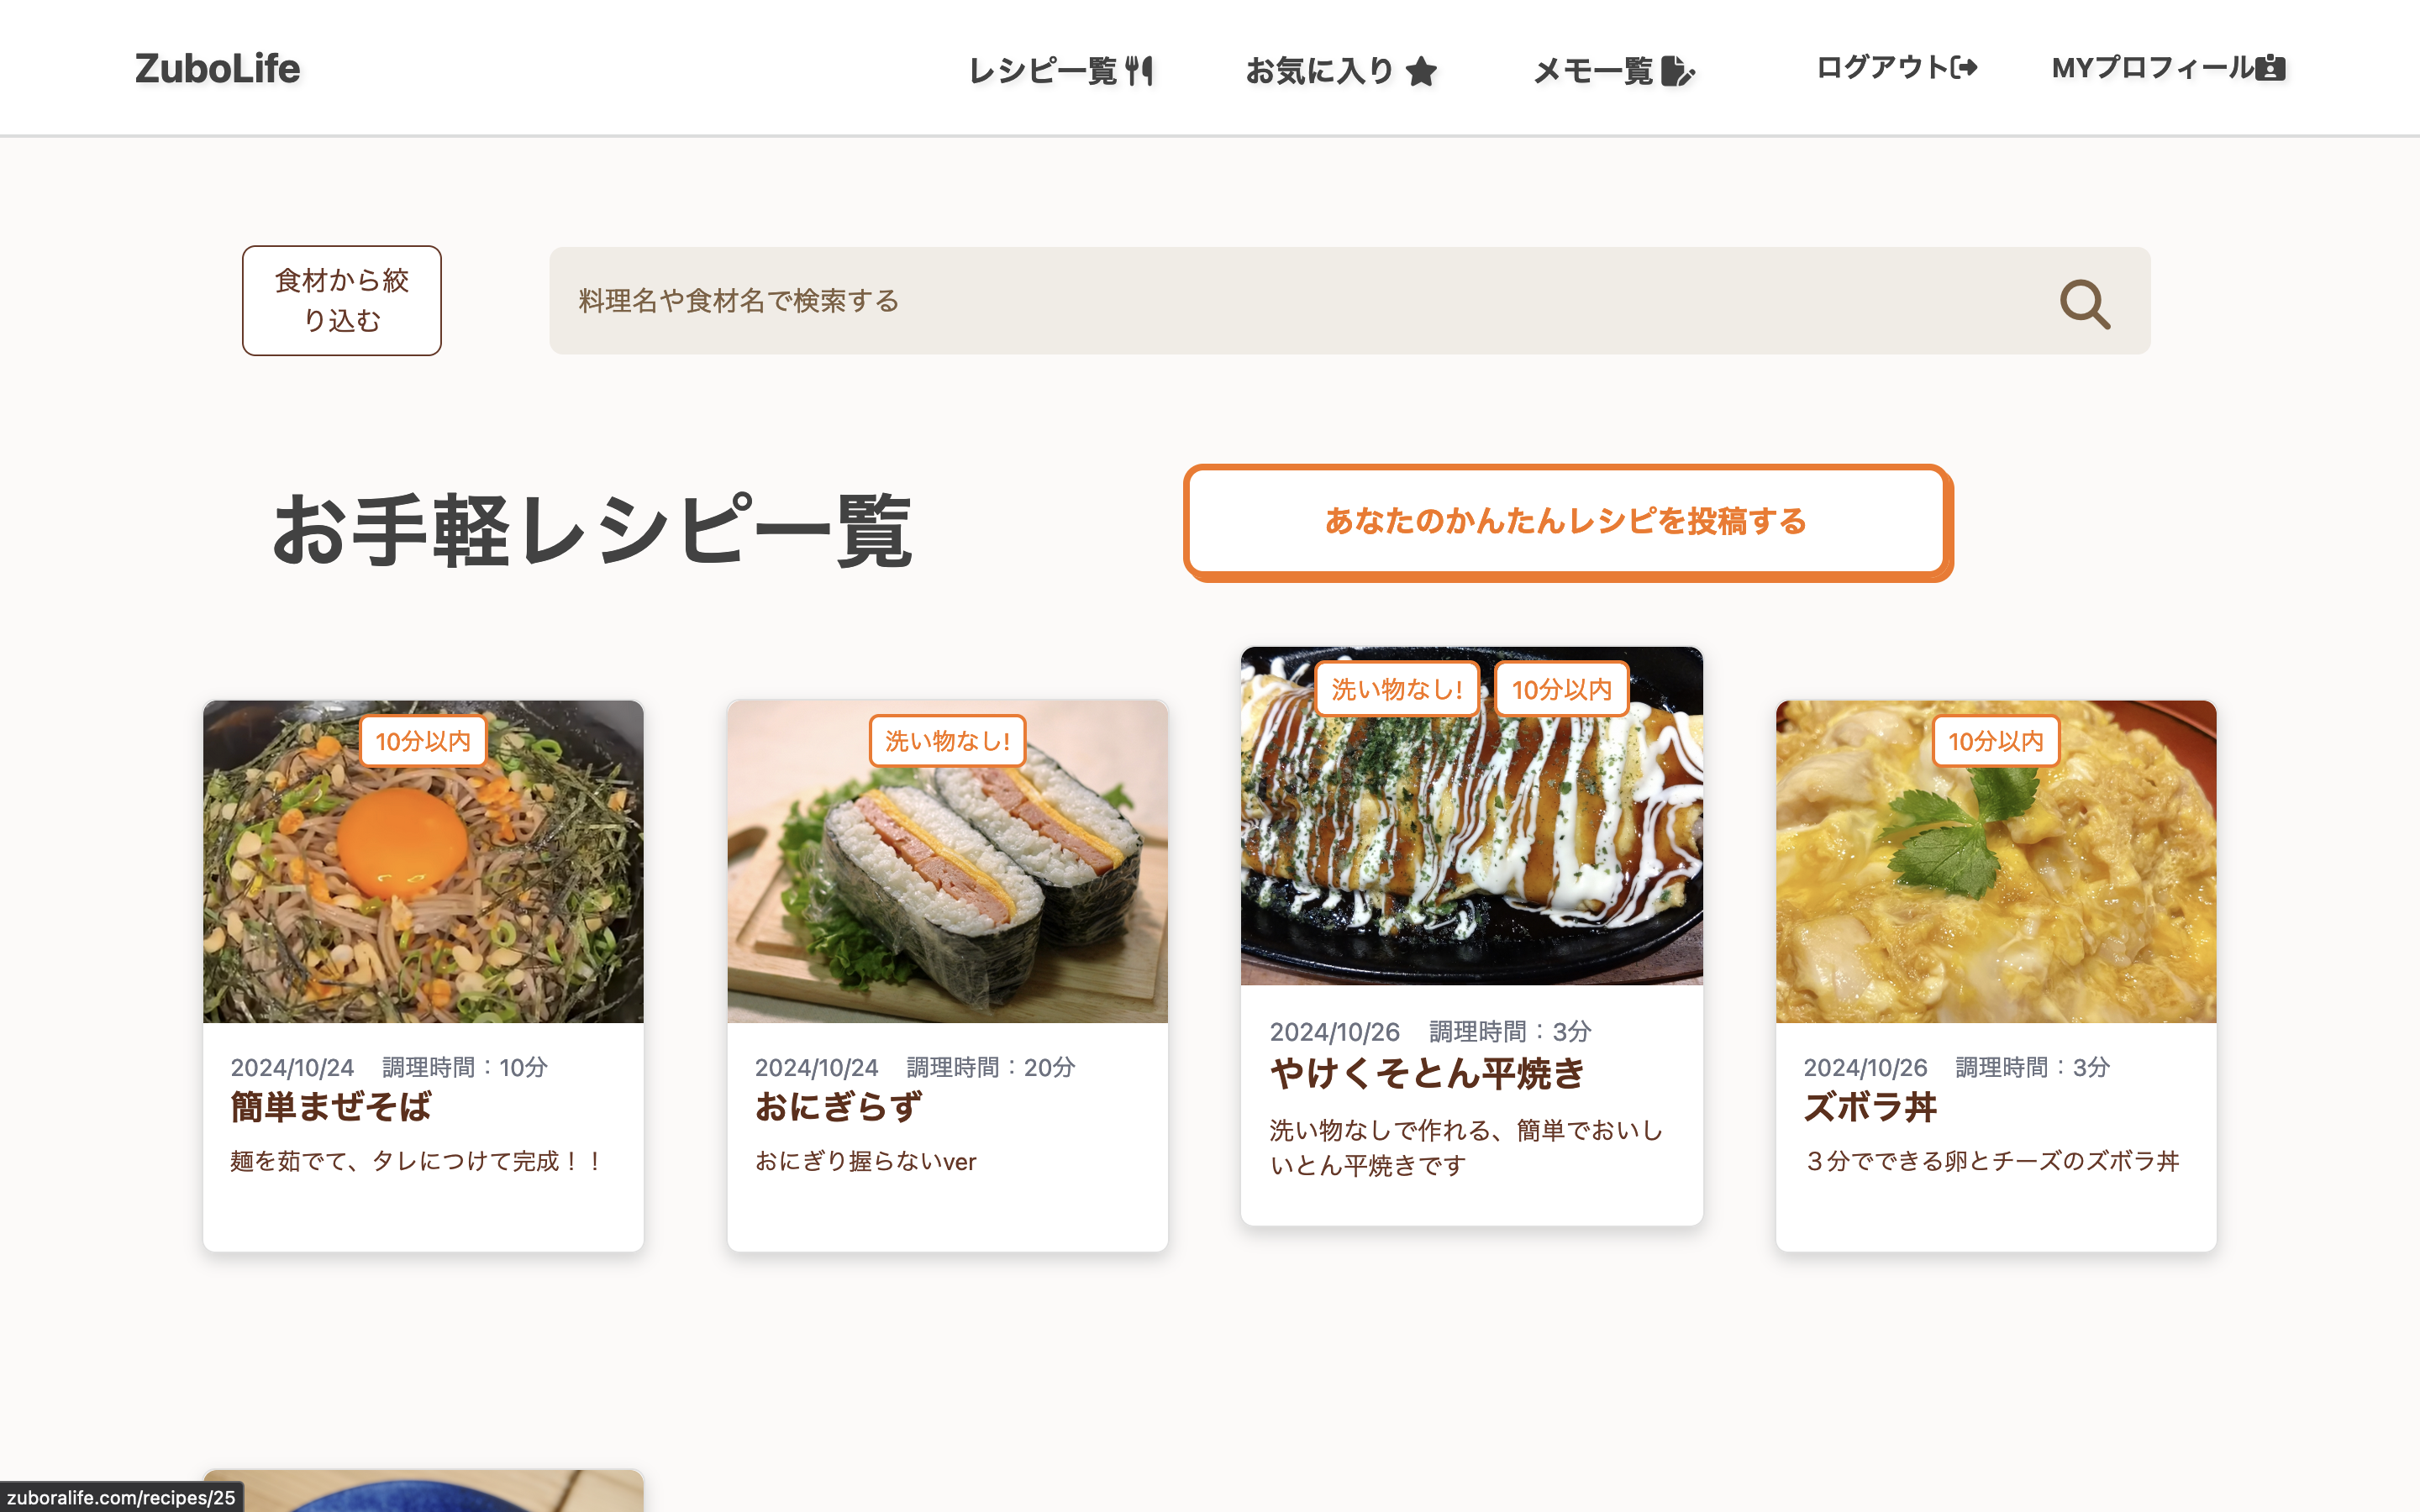 ZuboLife
レシピ一覧
お気に入り
メモ一覧
ログアウト
MYプロフィール
食材から絞
り込む
料理名や食材名で検索する
お手軽レシピ一覧
あなたのかんたんレシピを投稿する
10分以内
2024/10/24 調理時間：10分
簡単まぜそば
麺を茹でて、タレにつけて完成！！
洗い物なし!
2024/10/24 調理時間：20分
おにぎらず
おにぎり握らないver
洗い物なし! 10分以内
2024/10/26 調理時間：3分
やけくそとん平焼き
洗い物なしで作れる、簡単でおいし
いとん平焼きです
10分以内
2024/10/26 調理時間：3分
ズボラ丼
３分でできる卵とチーズのズボラ丼
zuboralife.com/recipes/25